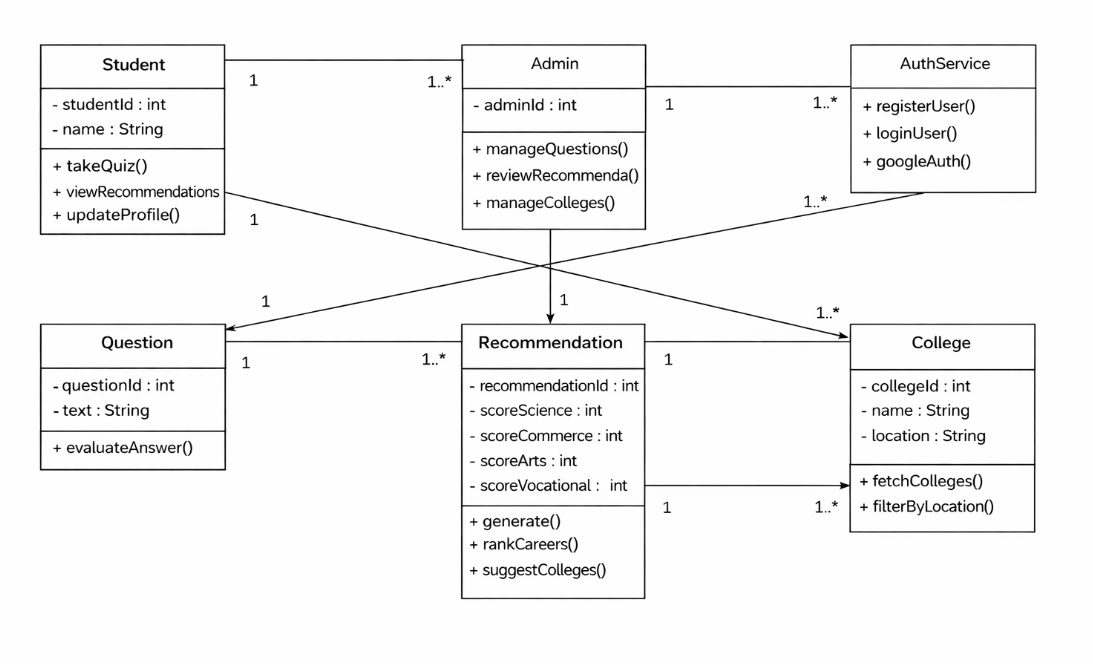 Student
- studentId : int
- name : String
+ takeQuiz()
+ viewRecommendations
+ updateProfile()
1
1..*
Admin
- adminId : int
+ manageQuestions()
+ reviewRecommenda()
+ manageColleges()
1
1..*
AuthService
+ registerUser()
+ loginUser()
+ googleAuth()
1..*
1
1
1
1..*
Question
- questionId : int
- text : String
+ evaluateAnswer()
1
1..*
Recommendation
- recommendationId : int
- scoreScience : int
- scoreCommerce : int
- scoreArts : int
- scoreVocational : int
+ generate()
+ rankCareers()
+ suggestColleges()
1
1
1..*
College
- collegeId : int
- name : String
- location : String
+ fetchColleges()
+ filterByLocation()